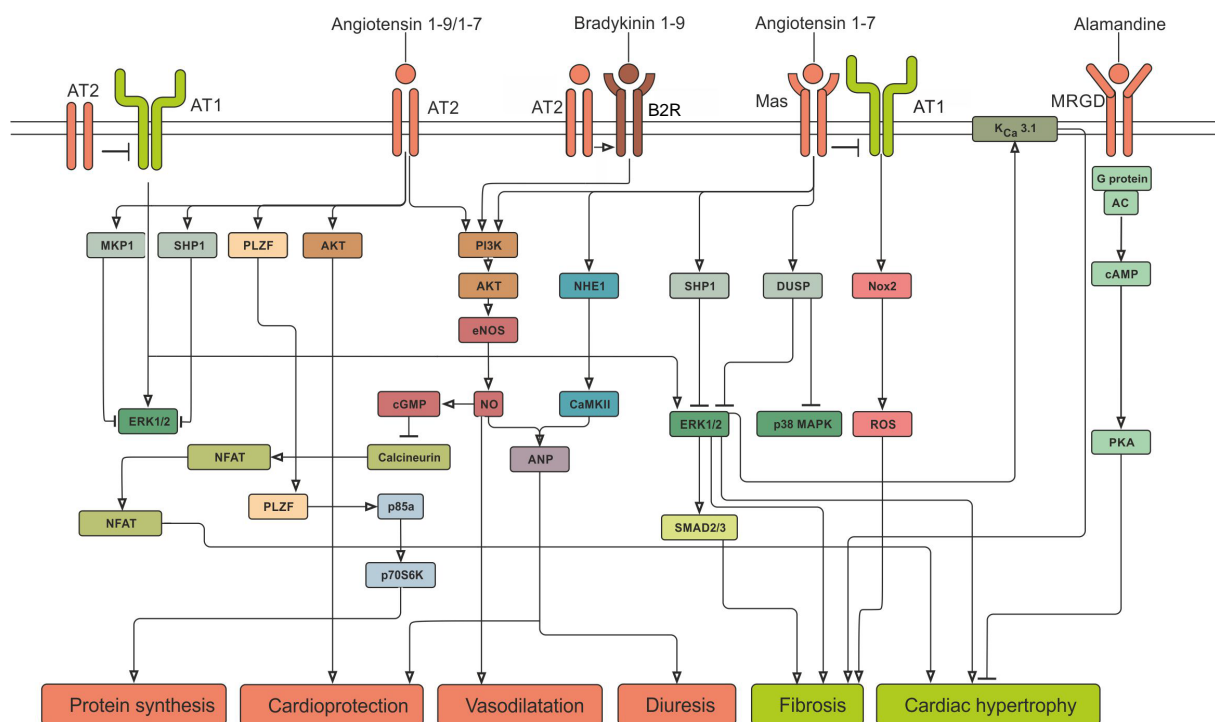 Angiotensin 1-9/1-7
Bradykinin 1-9
Angiotensin 1-7
Alamandine
AT2
AT1
AT2
AT2
B2R
Mas
AT1
MRGD
KCa 3.1
G protein
AC
MKP1
SHP1
PLZF
AKT
PI3K
cAMP
AKT
NHE1
SHP1
DUSP
Nox2
eNOS
cGMP
NO
CaMKII
ERK1/2
ERK1/2
p38 MAPK
ROS
PKA
NFAT
Calcineurin
ANP
PLZF
p85a
NFAT
SMAD2/3
p70S6K
Protein synthesis
Cardioprotection
Vasodilatation
Diuresis
Fibrosis
Cardiac hypertrophy